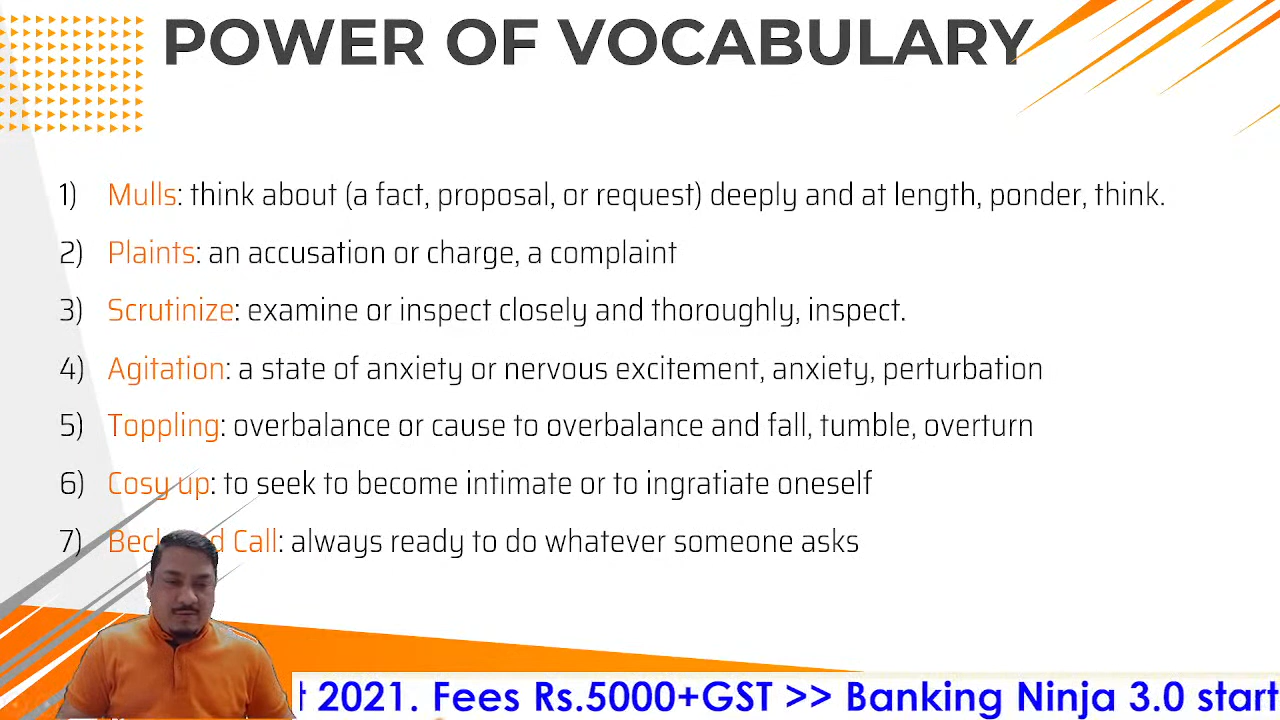 POWER OF VOCABULARY
1) Mulls: think about (a fact, proposal, or request) deeply and at length, ponder, think.
2) Plaints: an accusation or charge, a complaint
3) Scrutinize: examine or inspect closely and thoroughly, inspect.
4) Agitation: a state of anxiety or nervous excitement, anxiety, perturbation
5) Toppling: overbalance or cause to overbalance and fall, tumble, overturn
6) Cosy up: to seek to become intimate or to ingratiate oneself
7) Call: always ready to do whatever someone asks
2021. Fees Rs.5000+GST >> Banking Ninja 3.0 start